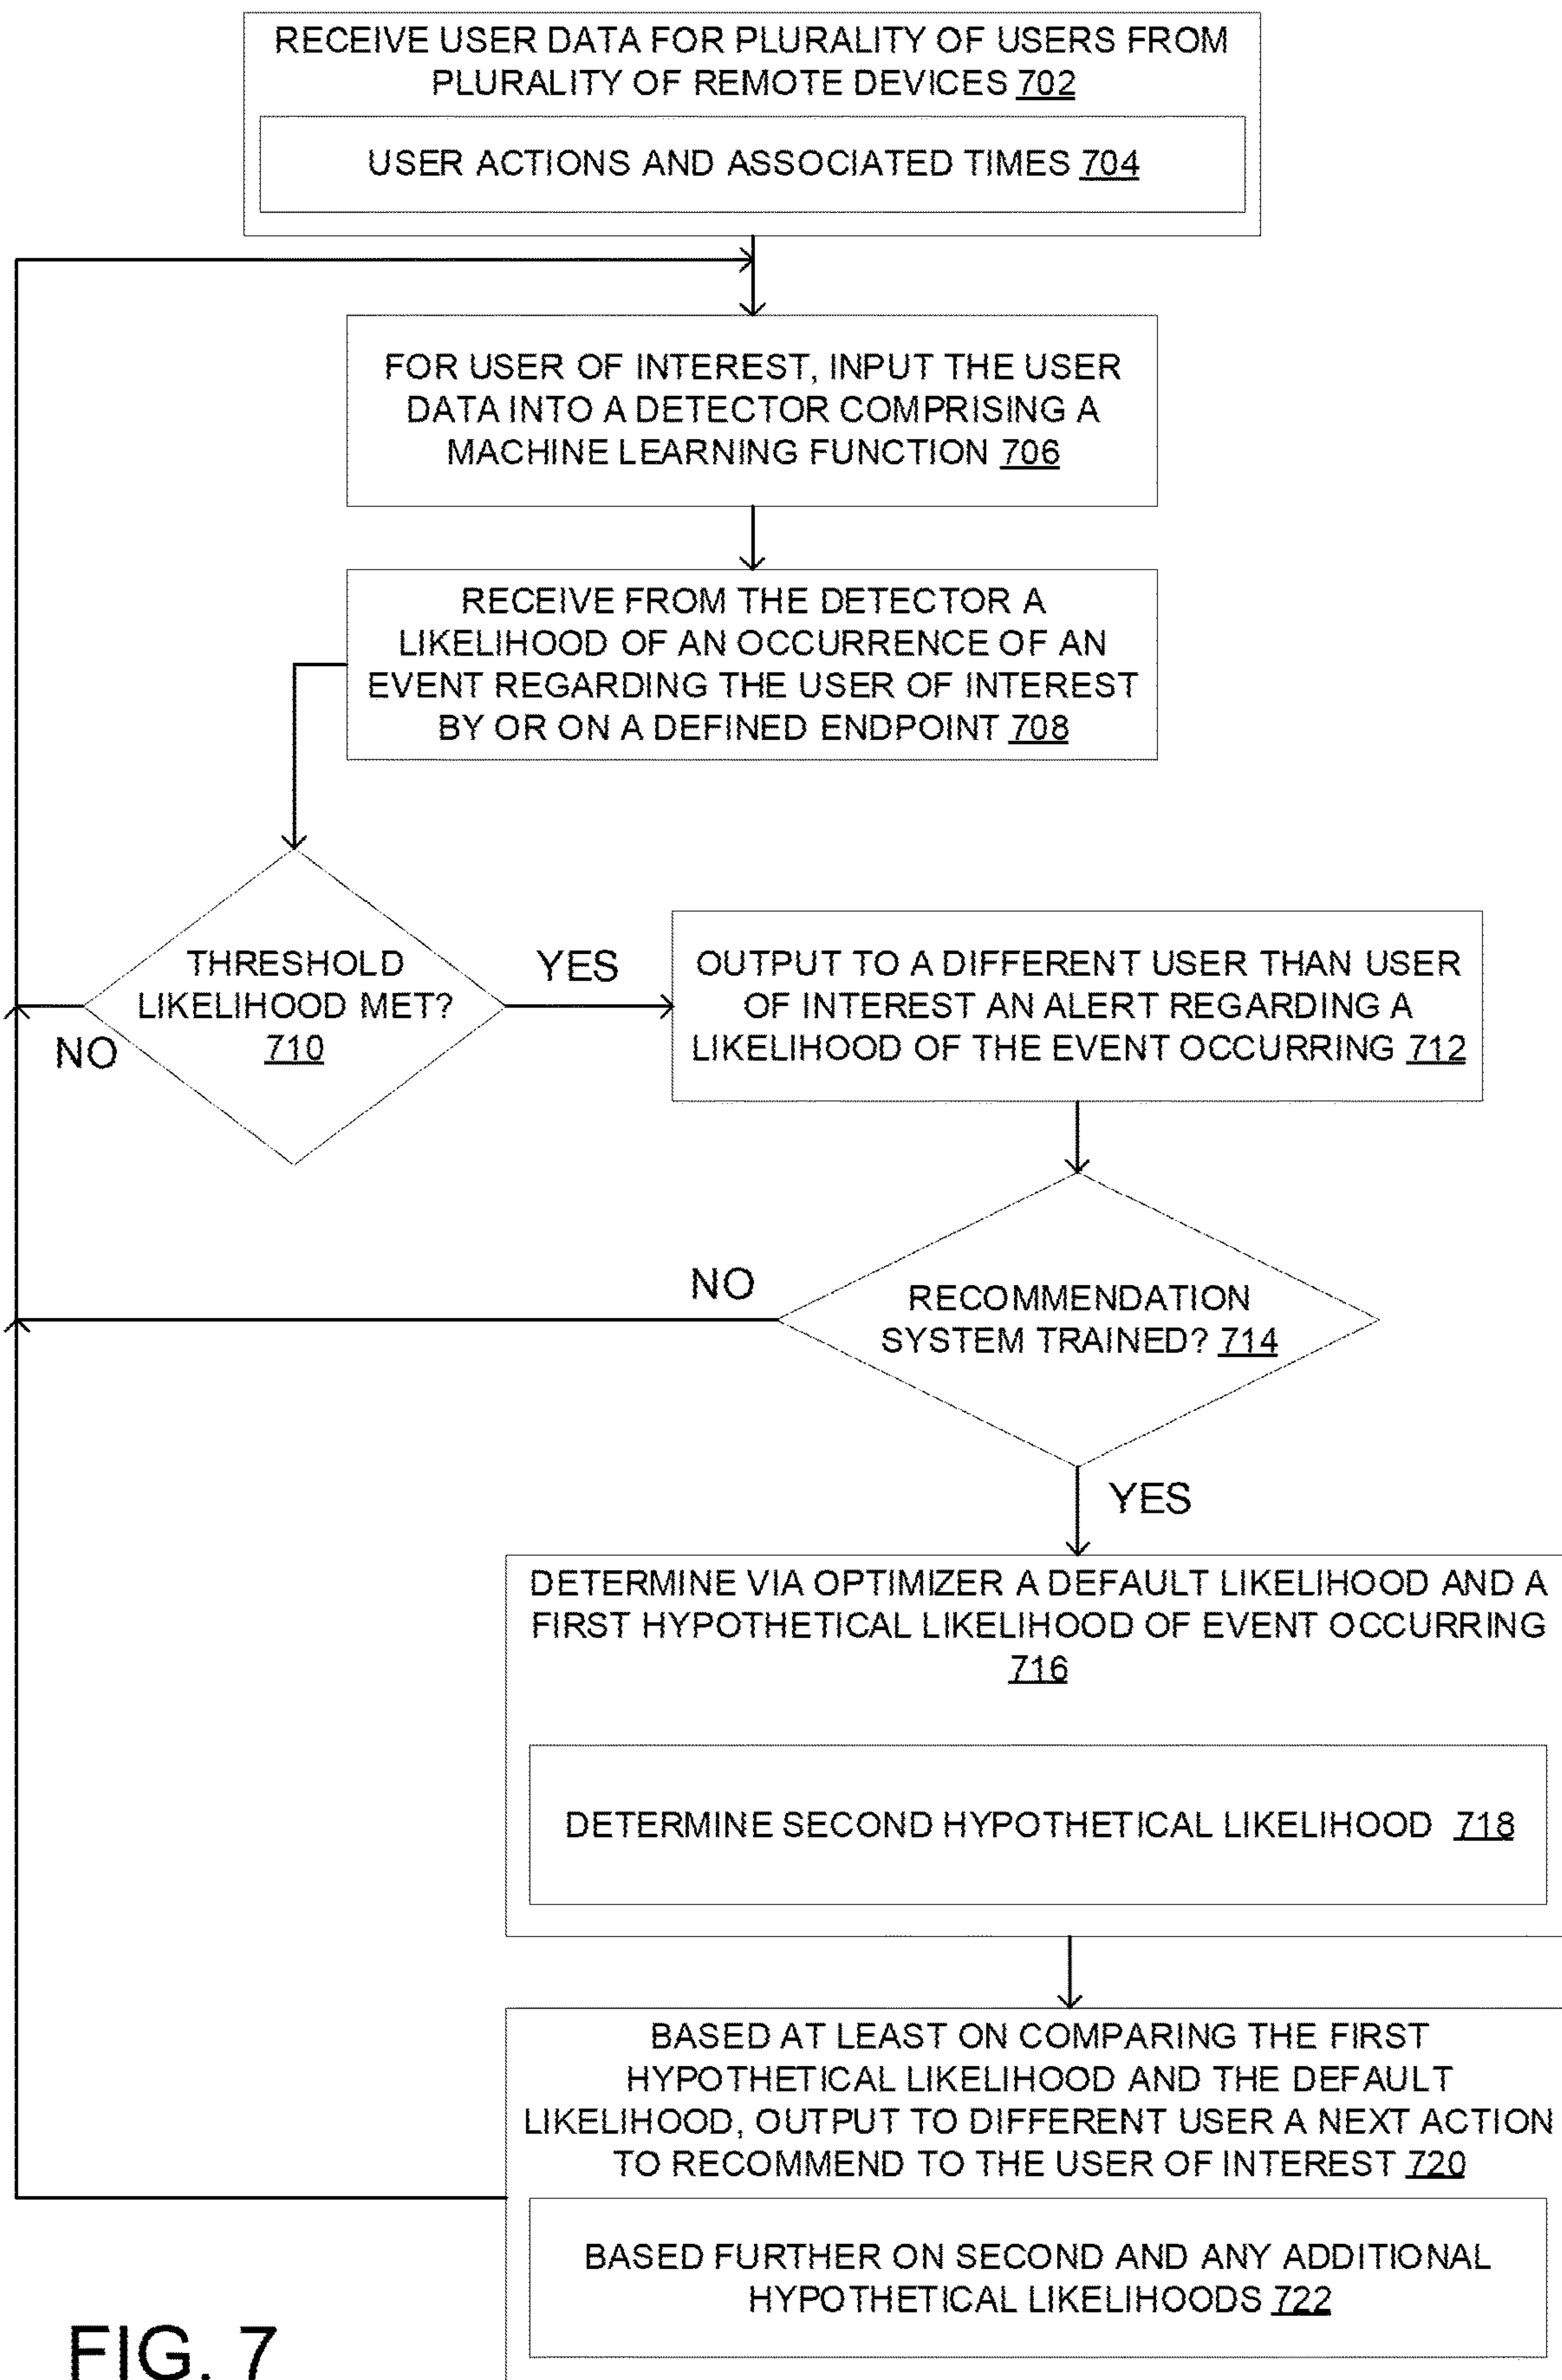 RECEIVE USER DATA FOR PLURALITY OF USERS FROM
PLURALITY OF REMOTE DEVICES 702
USER ACTIONS AND ASSOCIATED TIMES 704
FOR USER OF INTEREST, INPUT THE USER
DATA INTO A DETECTOR COMPRISING A
MACHINE LEARNING FUNCTION 706
RECEIVE FROM THE DETECTOR A
LIKELIHOOD OF AN OCCURRENCE OF AN
EVENT REGARDING THE USER OF INTEREST
BY OR ON A DEFINED ENDPOINT 708
THRESHOLD
LIKELIHOOD MET?
710
NO
YES
OUTPUT TO A DIFFERENT USER THAN USER
OF INTEREST AN ALERT REGARDING A
LIKELIHOOD OF THE EVENT OCCURRING 712
NO
RECOMMENDATION
SYSTEM TRAINED? 714
YES
DETERMINE VIA OPTIMIZER A DEFAULT LIKELIHOOD AND A
FIRST HYPOTHETICAL LIKELIHOOD OF EVENT OCCURRING
716
DETERMINE SECOND HYPOTHETICAL LIKELIHOOD 718
BASED AT LEAST ON COMPARING THE FIRST
HYPOTHETICAL LIKELIHOOD AND THE DEFAULT
LIKELIHOOD, OUTPUT TO DIFFERENT USER A NEXT ACTION
TO RECOMMEND TO THE USER OF INTEREST 720
BASED FURTHER ON SECOND AND ANY ADDITIONAL
HYPOTHETICAL LIKELIHOODS 722
FIG. 7